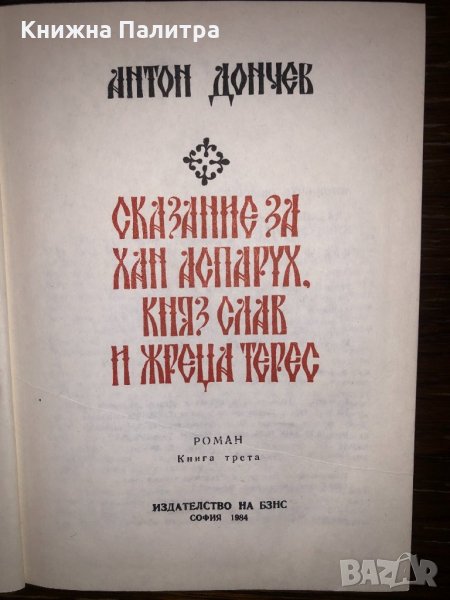 Книжна Палитра
АНТОН ДОНЧЕВ
СКАЗАНИЕ ЗА
ХАН АСПАРУХ,
КНЯЗ СЛАВ
И ЖРЕЦА ТЕРЕС
РОМАН
Книга трета
ИЗДАТЕЛСТВО НА БЗНС
СОФИЯ 1984
BAZAR